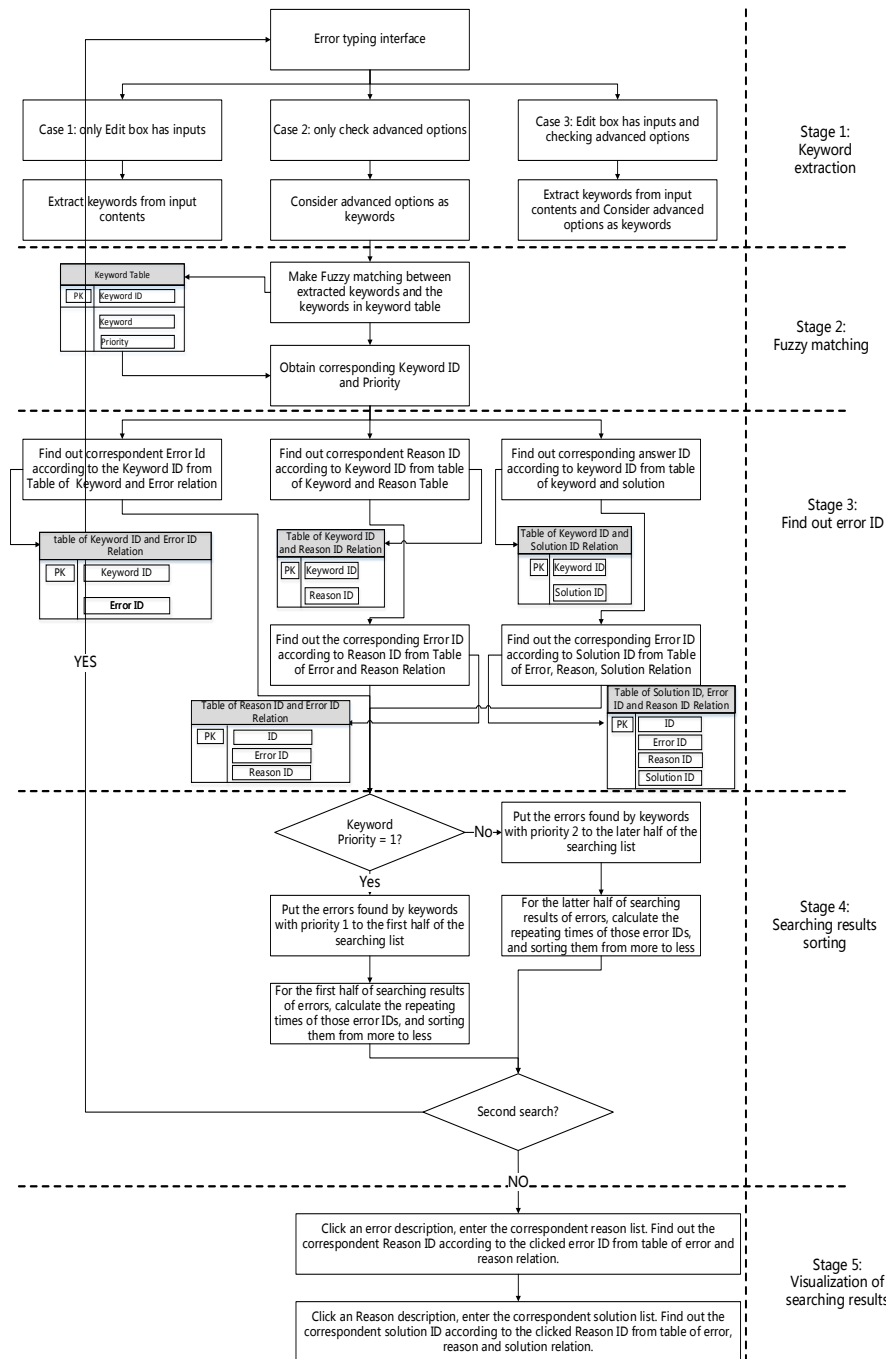 Error typing interface
Case 1: only Edit box has inputs
Case 2: only check advanced options
Case 3: Edit box has inputs and
checking advanced options
Stage 1:
Keyword
extraction
Extract keywords from input
contents
Consider advanced options as
keywords
Extract keywords from input
contents and Consider advanced
options as keywords
Keyword Table
PK
Keyword ID
Keyword
Priority
Make Fuzzy matching between
extracted keywords and the
keywords in keyword table
Obtain corresponding Keyword ID
and Priority
Stage 2:
Fuzzy matching
Find out correspondent Error Id
according to the Keyword ID from
Table of Keyword and Error relation
Find out correspondent Reason ID
according to Keyword ID from table
of Keyword and Reason Table
Find out corresponding answer ID
according to keyword ID from table
of keyword and solution
Stage 3:
Find out error ID
table of Keyword ID and Error ID
Relation
PK
Keyword ID
Error ID
Table of Keyword ID
and Reason ID Relation
PK
Keyword ID
Reason ID
Table of Keyword ID and
Solution ID Relation
PK
Keyword ID
Solution ID
Find out the corresponding Error ID
according to Reason ID from Table
of Error and Reason Relation
Find out the corresponding Error ID
according to Solution ID from Table
of Error, Reason, Solution Relation
YES
Table of Reason ID and Error ID
Relation
PK
ID
Error ID
Reason ID
Table of Solution ID, Error
ID and Reason ID Relation
PK
ID
Error ID
Reason ID
Solution ID
Keyword
Priority = 1?
No
Put the errors found by keywords
with priority 2 to the later half of the
searching list
Yes
Put the errors found by keywords
with priority 1 to the first half of the
searching list
For the latter half of searching
results of errors, calculate the
repeating times of those error IDs,
and sorting them from more to less
Stage 4:
Searching results
sorting
For the first half of searching results
of errors, calculate the repeating
times of those error IDs, and sorting
them from more to less
Second search?
NO
Click an error description, enter the correspondent reason list. Find out the
correspondent Reason ID according to the clicked error ID from table of error and
reason relation.
Stage 5:
Visualization of
searching results
Click an Reason description, enter the correspondent solution list. Find out the
correspondent solution ID according to the clicked Reason ID from table of error,
reason and solution relation.